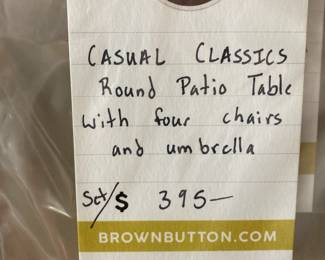 CASUAL CLASSICS
Round Patio Table
with four chairs
and umbrella
Set/$ 395—
BROWNBUTTON.COM